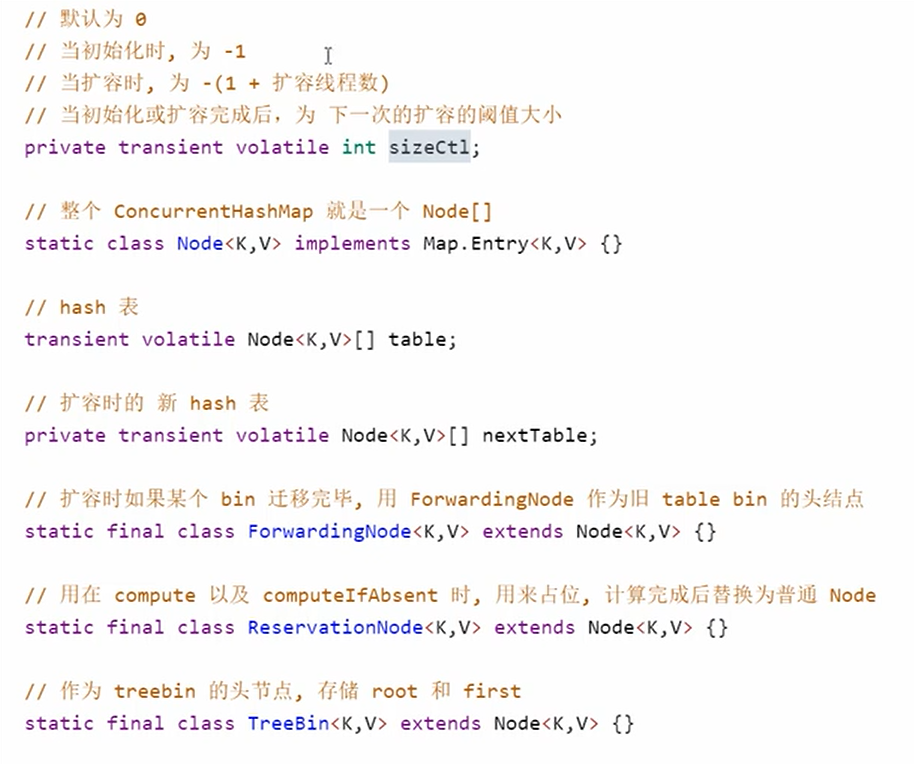 // 默认为 0
// 当初始化时, 为 -1
// 当扩容时, 为 -(1 + 扩容线程数)
// 当初始化或扩容完成后，为 下一次的扩容的阈值大小
private transient volatile int sizeCtl;
// 整个 ConcurrentHashMap 就是一个 Node[]
static class Node<K,V> implements Map.Entry<K,V> {}
// hash 表
transient volatile Node<K,V>[] table;
// 扩容时的 新 hash 表
private transient volatile Node<K,V>[] nextTable;
// 扩容时如果某个 bin 迁移完毕, 用 ForwardingNode 作为旧 table bin 的头结点
static final class ForwardingNode<K,V> extends Node<K,V> {}
// 用在 compute 以及 computeIfAbsent 时, 用来占位, 计算完成后替换为普通 Node
static final class ReservationNode<K,V> extends Node<K,V> {}
// 作为 treebin 的头节点, 存储 root 和 first
static final class TreeBin<K,V> extends Node<K,V> {}